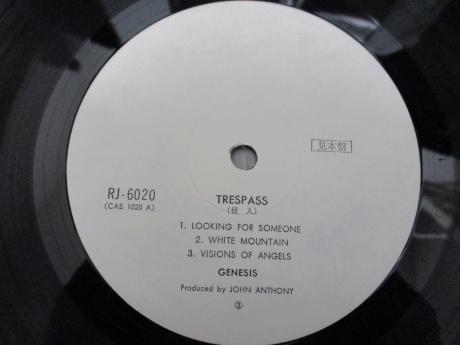 見本盤
RJ-6020
(CAS 1020 A)
TRESPASS
(侵 入)
1. LOOKING FOR SOMEONE
2. WHITE MOUNTAIN
3. VISIONS OF ANGELS
GENESIS
Produced by JOHN ANTHONY